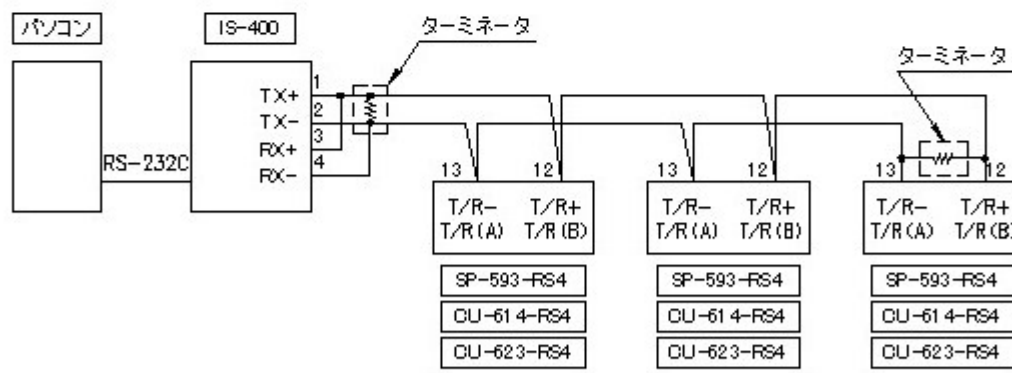 パソコン
IS-400
ターミネータ
ターミネータ
TX+ 1
TX- 2
RX+ 3
RX- 4
RS-232C
13 12 13 12 13 12
T/R- T/R+ T/R- T/R+ T/R- T/R+
T/R(A) T/R(B) T/R(A) T/R(B) T/R(A) T/R(B)
SP-593-RS4 SP-593-RS4 SP-593-RS4
CU-614-RS4 CU-614-RS4 CU-614-RS4
CU-623-RS4 CU-623-RS4 CU-623-RS4